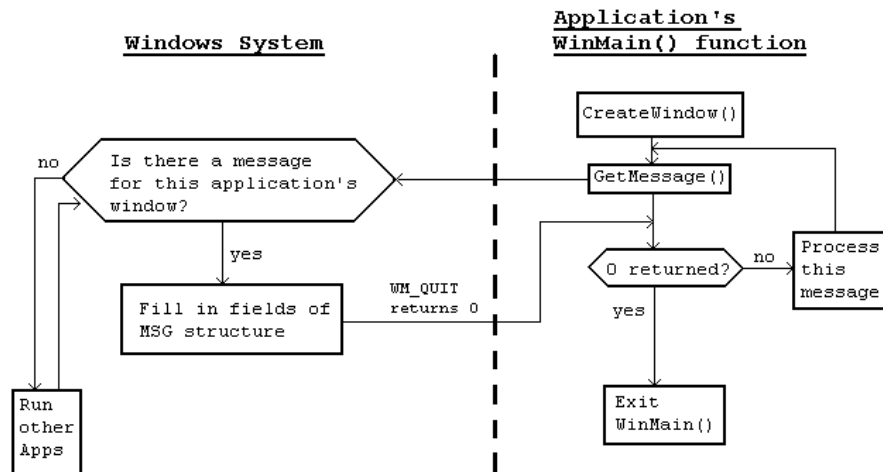 Windows System
Application's
WinMain() function
CreateWindow()
GetMessage()
no
Is there a message
for this application's
window?
yes
Fill in fields of
MSG structure
WM_QUIT
returns 0
0 returned?
no
Process
this
message
yes
Exit
WinMain()
Run
other
Apps